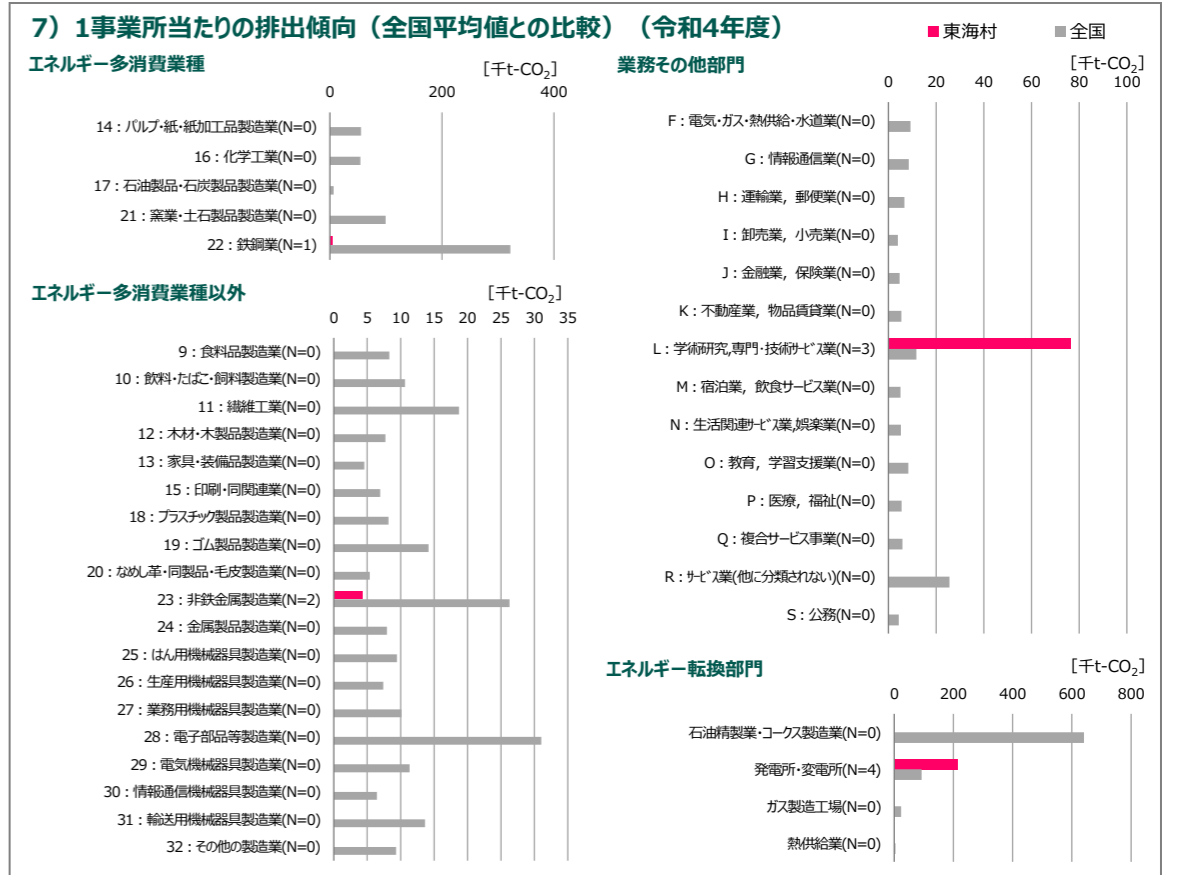 7）1事業所当たりの排出傾向（全国平均値との比較）（令和4年度）
東海村
全国
エネルギー多消費業種
[千t-CO2]
0 200 400
14：パルプ・紙・紙加工品製造業(N=0)
16：化学工業(N=0)
17：石油製品・石炭製品製造業(N=0)
21：窯業・土石製品製造業(N=0)
22：鉄鋼業(N=1)
エネルギー多消費業種以外
[千t-CO2]
0 5 10 15 20 25 30 35
9：食料品製造業(N=0)
10：飲料・たばこ・飼料製造業(N=0)
11：繊維工業(N=0)
12：木材・木製品製造業(N=0)
13：家具・装備品製造業(N=0)
15：印刷・同関連業(N=0)
18：プラスチック製品製造業(N=0)
19：ゴム製品製造業(N=0)
20：なめし革・同製品・毛皮製造業(N=0)
23：非鉄金属製造業(N=2)
24：金属製品製造業(N=0)
25：はん用機械器具製造業(N=0)
26：生産用機械器具製造業(N=0)
27：業務用機械器具製造業(N=0)
28：電子部品等製造業(N=0)
29：電気機械器具製造業(N=0)
30：情報通信機械器具製造業(N=0)
31：輸送用機械器具製造業(N=0)
32：その他の製造業(N=0)
業務その他部門
[千t-CO2]
0 20 40 60 80 100
F：電気・ガス・熱供給・水道業(N=0)
G：情報通信業(N=0)
H：運輸業，郵便業(N=0)
I：卸売業，小売業(N=0)
J：金融業，保険業(N=0)
K：不動産業，物品賃貸業(N=0)
L：学術研究,専門・技術ｻｰﾋﾞｽ業(N=3)
M：宿泊業，飲食サービス業(N=0)
N：生活関連ｻｰﾋﾞｽ業,娯楽業(N=0)
O：教育，学習支援業(N=0)
P：医療，福祉(N=0)
Q：複合サービス事業(N=0)
R：ｻｰﾋﾞｽ業(他に分類されない)(N=0)
S：公務(N=0)
エネルギー転換部門
[千t-CO2]
0 200 400 600 800
石油精製業・コークス製造業(N=0)
発電所・変電所(N=4)
ガス製造工場(N=0)
熱供給業(N=0)